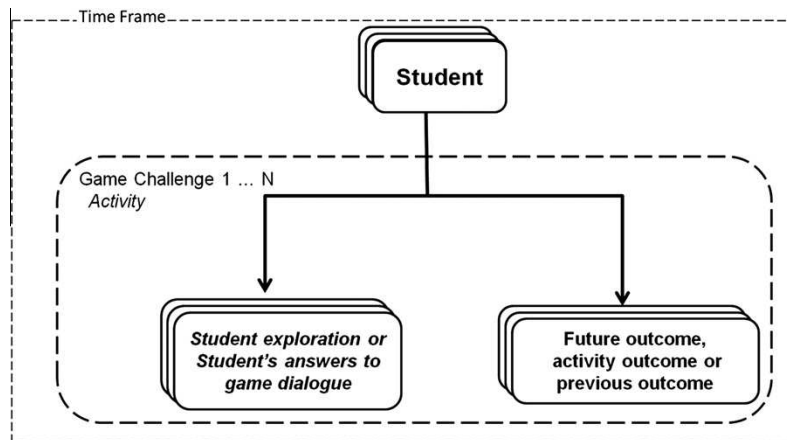 Time Frame
Student
Game Challenge 1 ... N
Activity
Student exploration or
Student's answers to
game dialogue
Future outcome,
activity outcome or
previous outcome